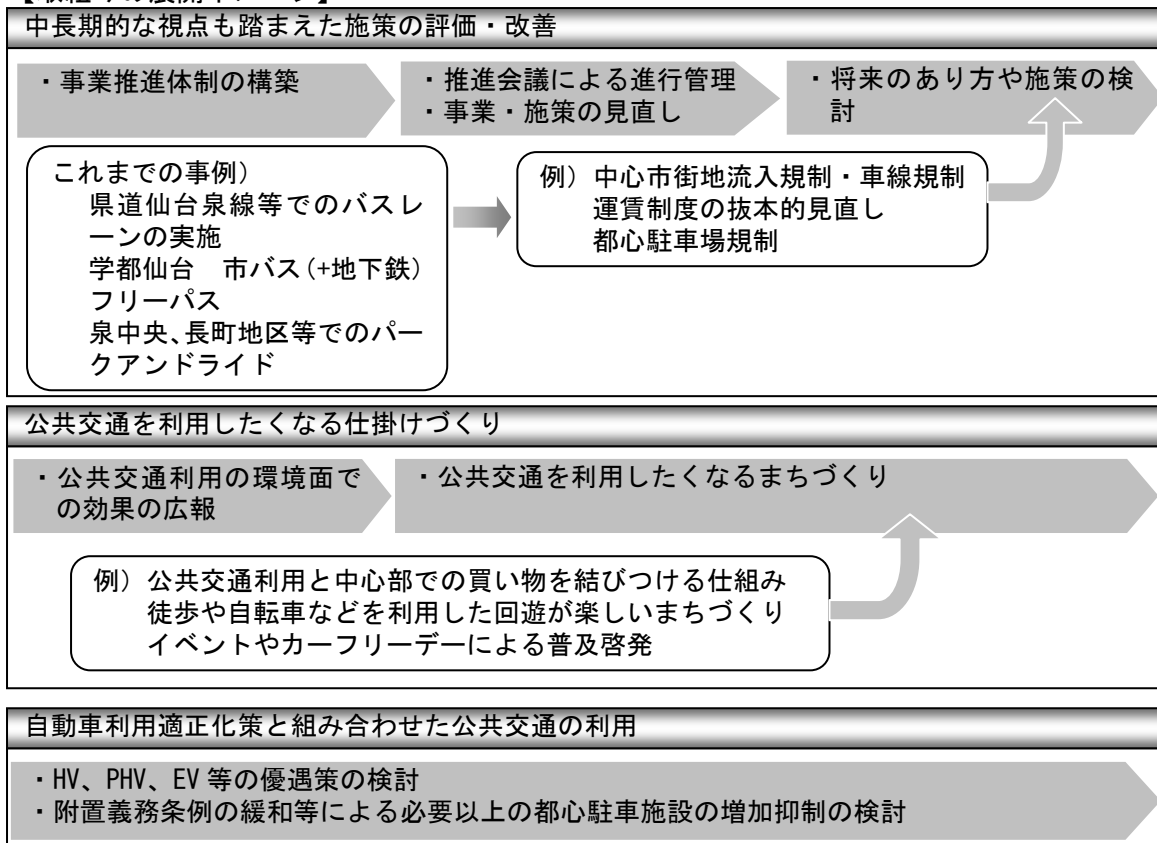 中長期的な視点も踏まえた施策の評価・改善
・事業推進体制の構築
・推進会議による進行管理
・事業・施策の見直し
・将来のあり方や施策の検
討
これまでの事例)
県道仙台泉線等でのバスレ
ーンの実施
学都仙台　市バス(+地下鉄)
フリーパス
泉中央、長町地区等でのパー
クアンドライド
例) 中心市街地流入規制・車線規制
運賃制度の抜本的見直し
都心駐車場規制
公共交通を利用したくなる仕掛けづくり
・公共交通利用の環境面で
の効果の広報
・公共交通を利用したくなるまちづくり
例) 公共交通利用と中心部での買い物を結びつける仕組み
徒歩や自転車などを利用した回遊が楽しいまちづくり
イベントやカーフリーデーによる普及啓発
自動車利用適正化策と組み合わせた公共交通の利用
・HV、PHV、EV 等の優遇策の検討
・附置義務条例の緩和等による必要以上の都心駐車施設の増加抑制の検討